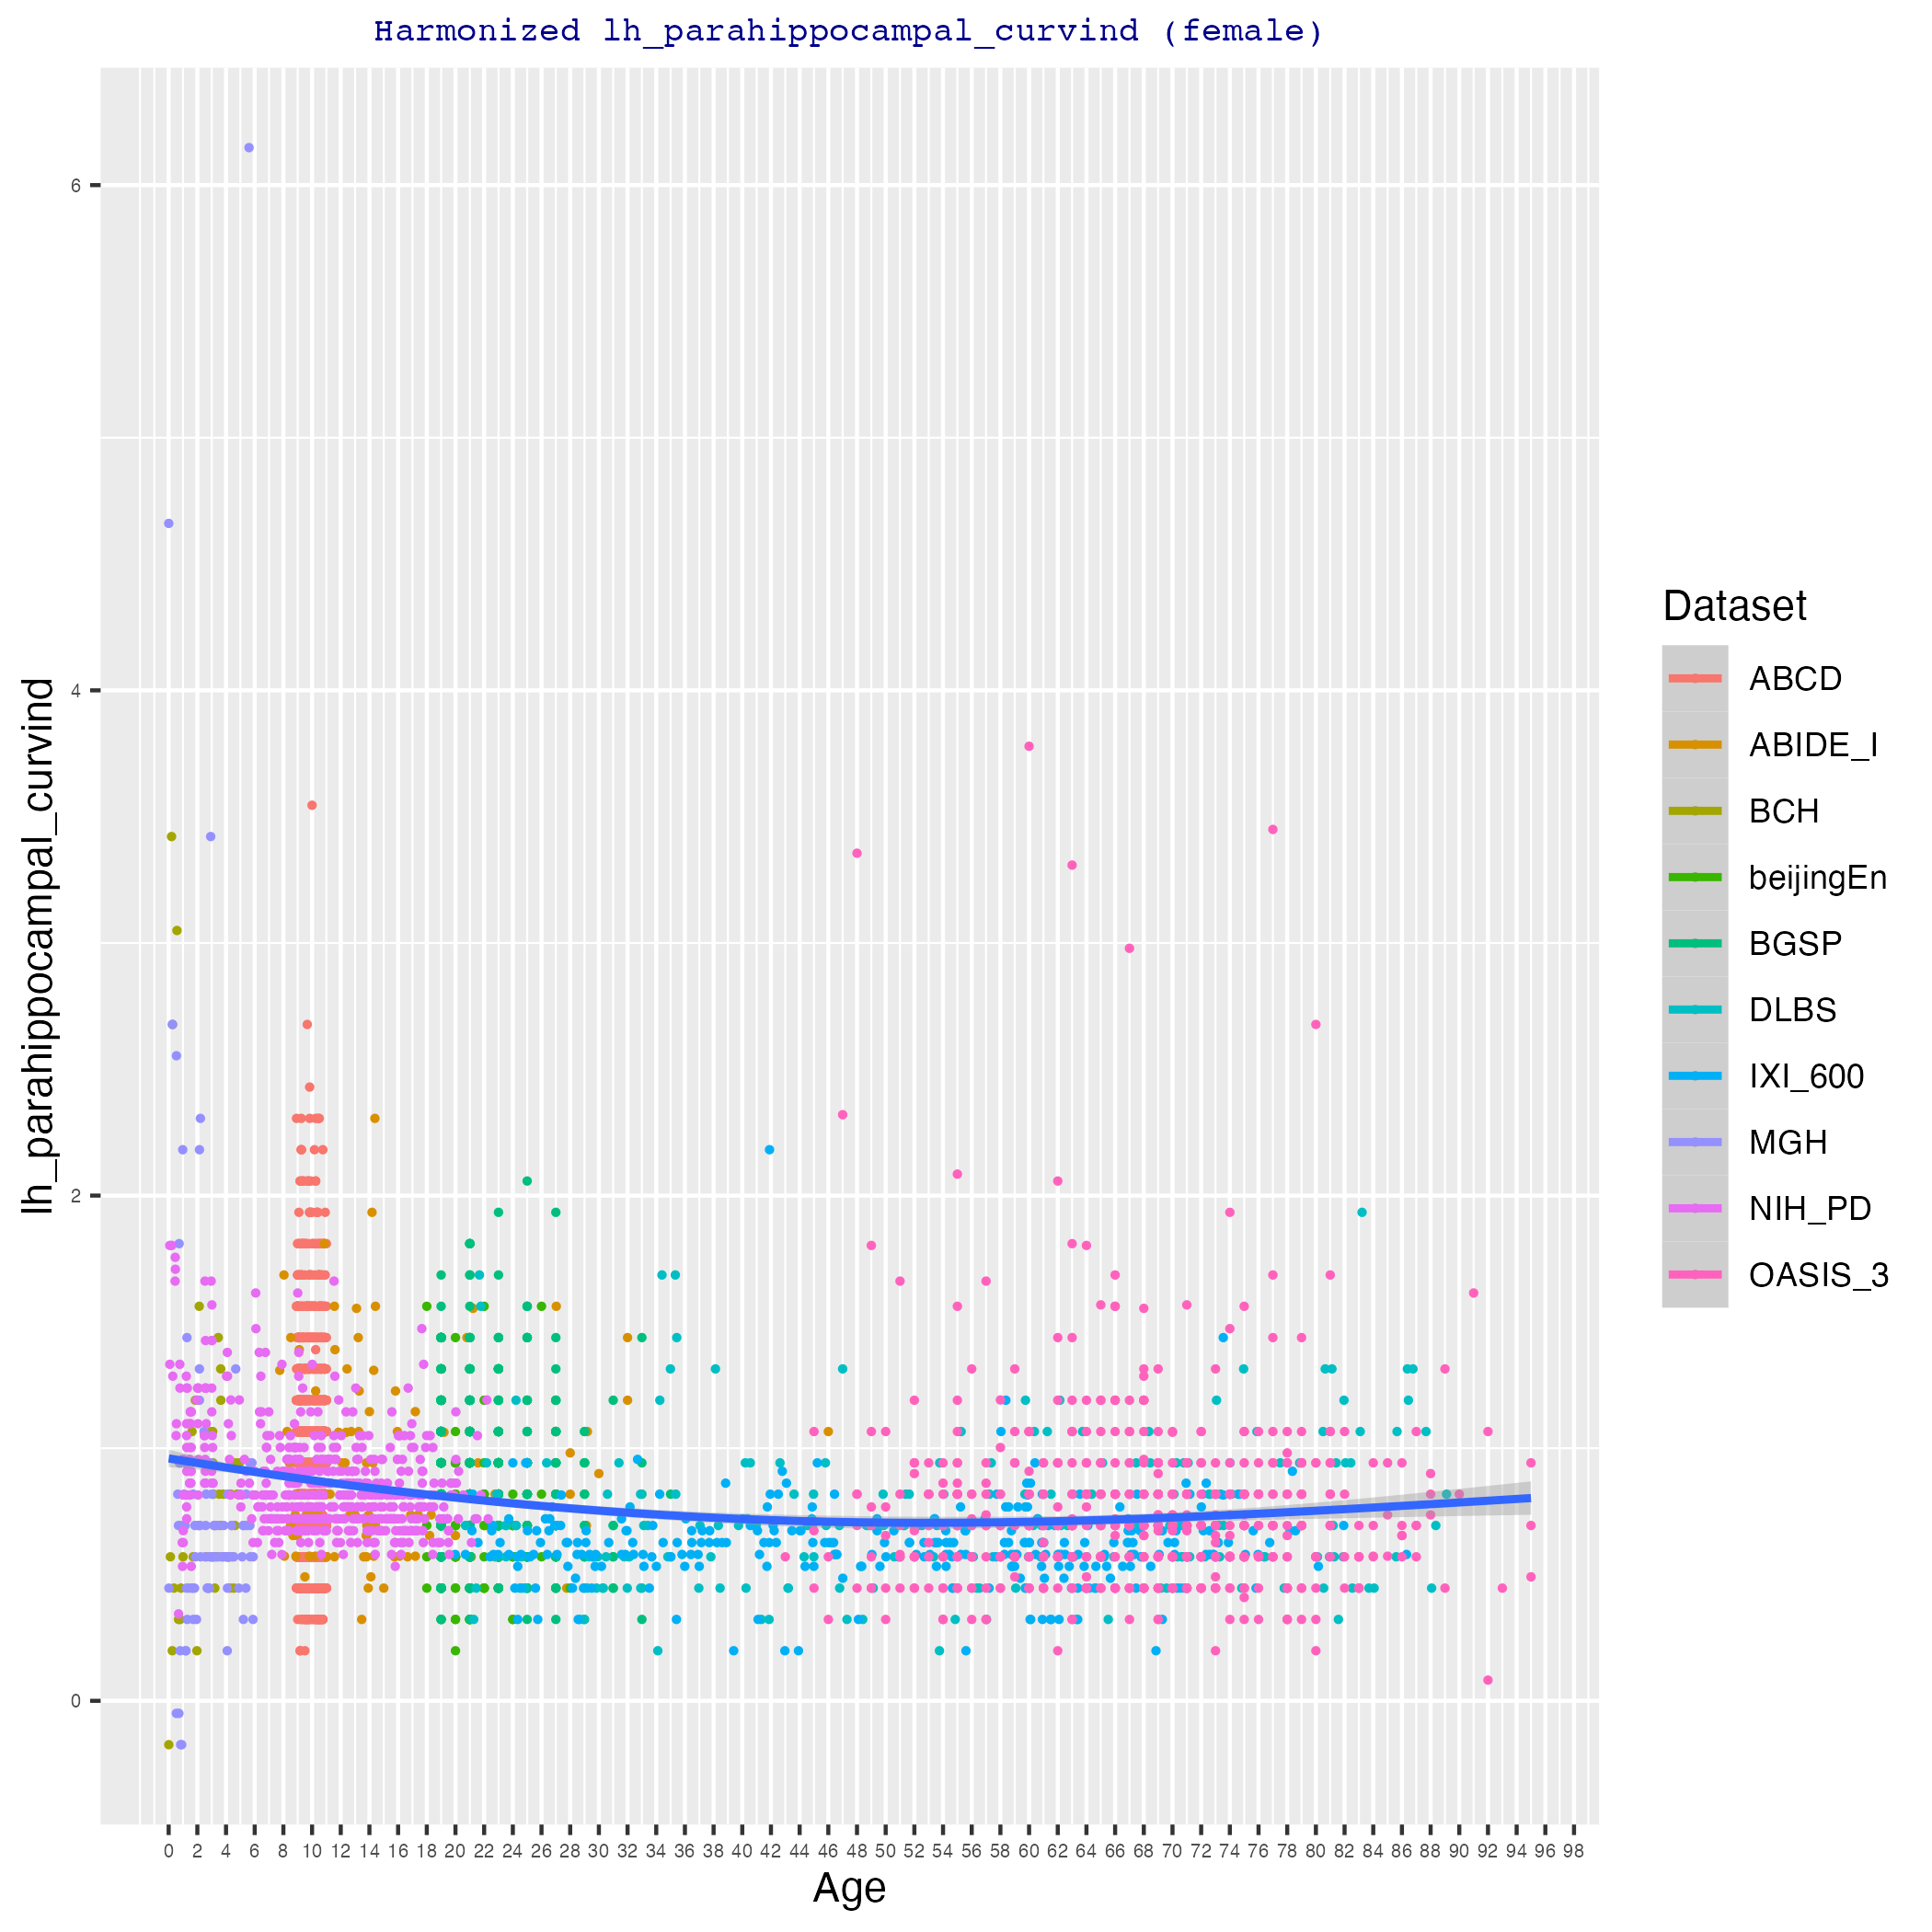 Harmonized lh_parahippocampal_curvind (female)
lh_parahippocampal_curvind
6
4
2
0
0 2 4 6 8 10 12 14 16 18 20 22 24 26 28 30 32 34 36 38 40 42 44 46 48 50 52 54 56 58 60 62 64 66 68 70 72 74 76 78 80 82 84 86 88 90 92 94 96 98
Age
Dataset
ABCD
ABIDE_I
BCH
beijingEn
BGSP
DLBS
IXI_600
MGH
NIH_PD
OASIS_3